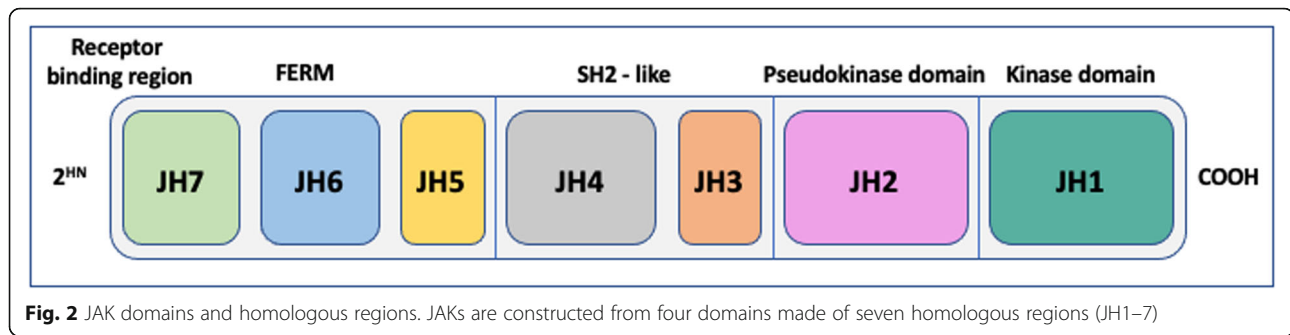 Receptor
binding region FERM SH2 - like Pseudokinase domain Kinase domain
2HN JH7 JH6 JH5 JH4 JH3 JH2 JH1 COOH
Fig. 2 JAK domains and homologous regions. JAKs are constructed from four domains made of seven homologous regions (JH1–7)